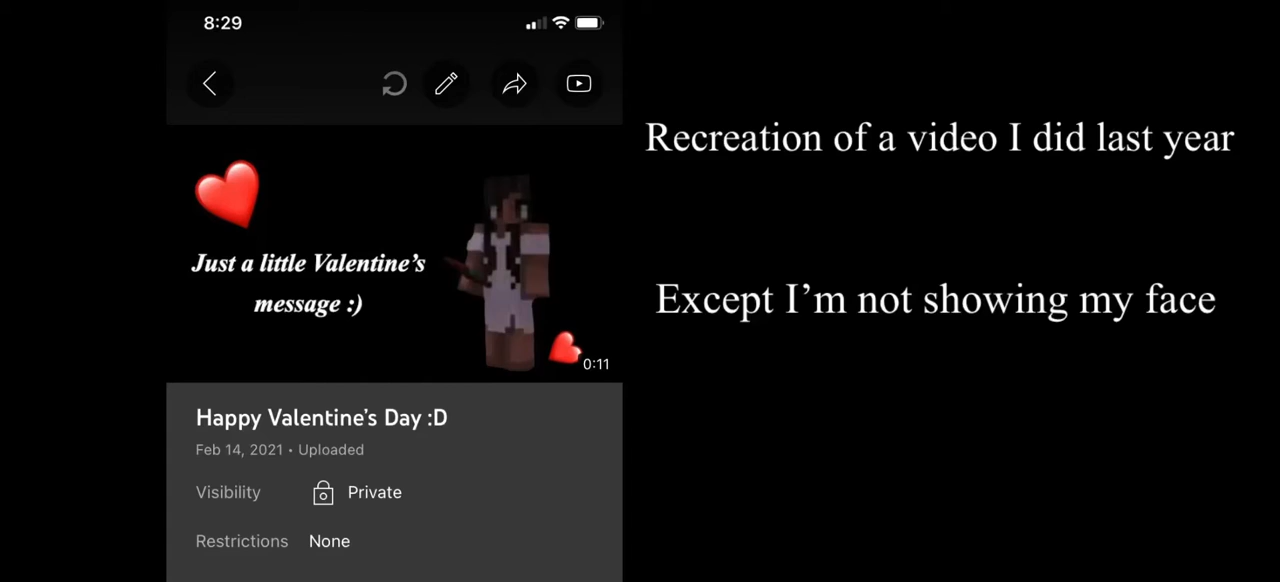 8:29
Just a little Valentine’s
message :)
0:11
Happy Valentine’s Day :D
Feb 14, 2021 • Uploaded
Visibility Private
Restrictions None
Recreation of a video I did last year
Except I’m not showing my face